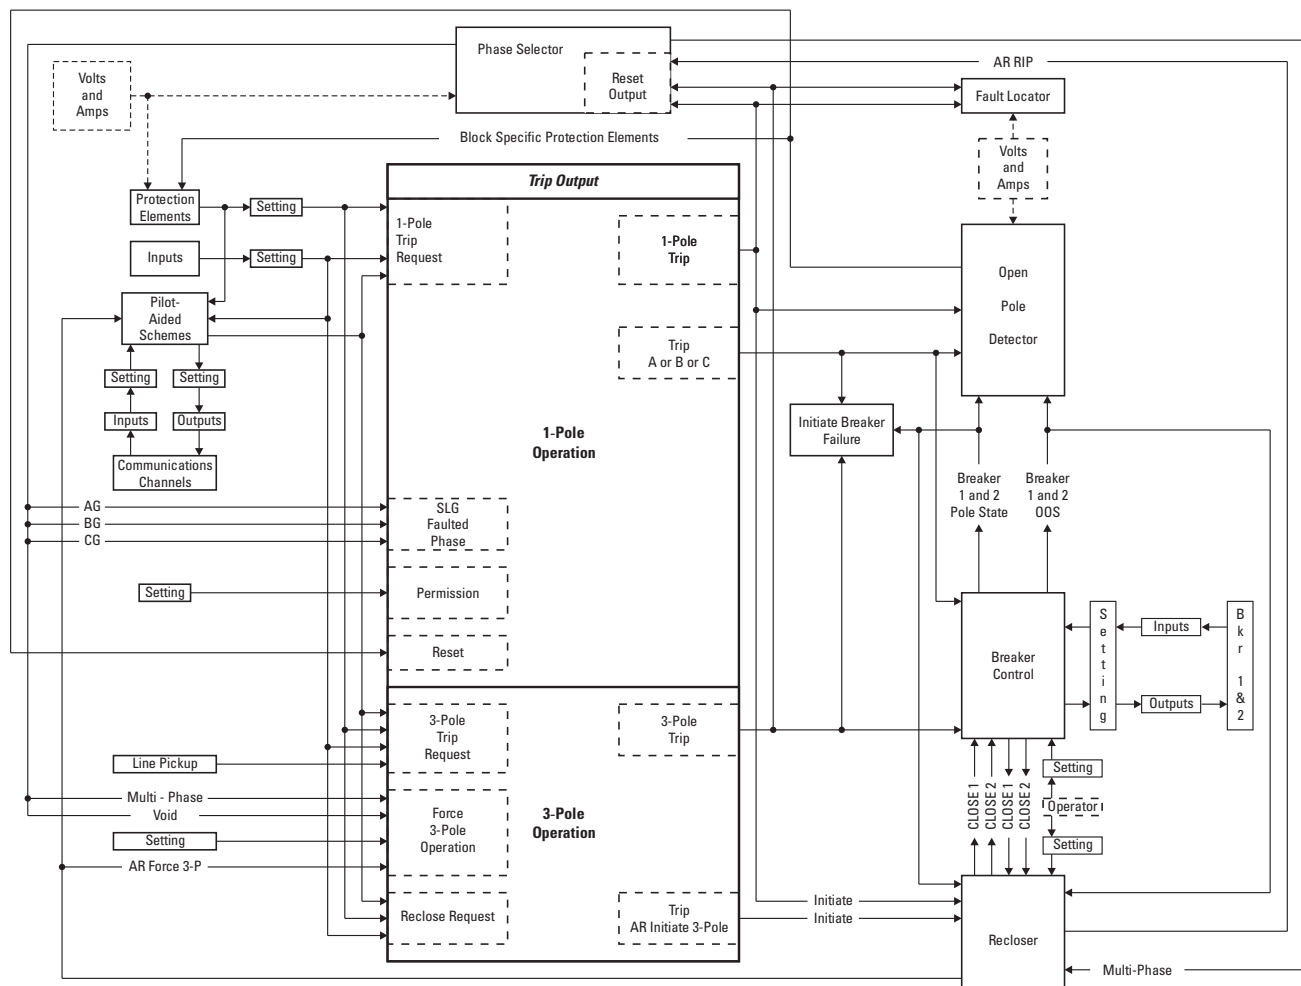 Phase Selector
Reset
Output
AR RIP
Fault Locator
Volts
and
Amps
Block Specific Protection Elements
Volts
and
Amps
Trip Output
Protection
Elements
Setting
1-Pole
Trip
Request
1-Pole
Trip
Inputs
Setting
Open
Pole
Detector
Pilot-
Aided
Schemes
Trip
A or B or C
Setting
Setting
Inputs
Outputs
Communications
Channels
1-Pole
Operation
Initiate Breaker
Failure
Breaker
1 and 2
Pole State
Breaker
1 and 2
OOS
AG
BG
CG
SLG
Faulted
Phase
Setting
Permission
Reset
Breaker
Control
Setting
Inputs
Outputs
Bkr 1&2
3-Pole
Trip
Request
3-Pole
Trip
Line Pickup
Multi - Phase
Void
Setting
AR Force 3-P
Force
3-Pole
Operation
3-Pole
Operation
CLOSE 1
CLOSE 2
CLOSE 1
CLOSE 2
Setting
Operator
Setting
Reclose Request
Trip
AR Initiate 3-Pole
Initiate
Initiate
Recloser
Multi-Phase